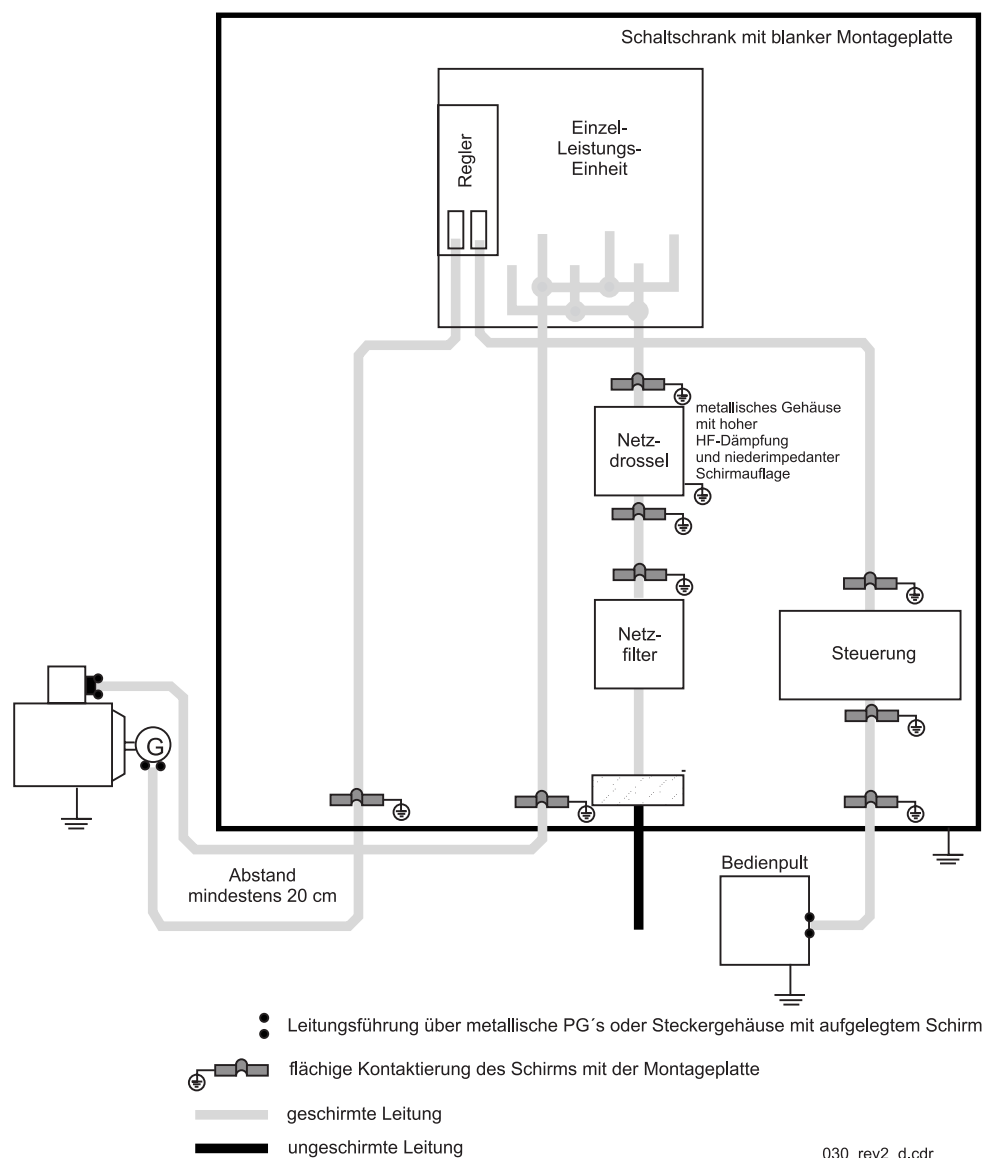 Schaltschrank mit blanker Montageplatte
Regler
Einzel-
Leistungs-
Einheit
Netz-
drossel
metallisches Gehäuse
mit hoher
HF-Dämpfung
und niederimpedanter
Schirmauflage
Netz-
filter
Steuerung
G
Abstand
mindestens 20 cm
Bedienpult
Leitungsführung über metallische PG´s oder Steckergehäuse mit aufgelegtem Schirm
flächige Kontaktierung des Schirms mit der Montageplatte
geschirmte Leitung
ungeschirmte Leitung
030_rev2_d.cdr